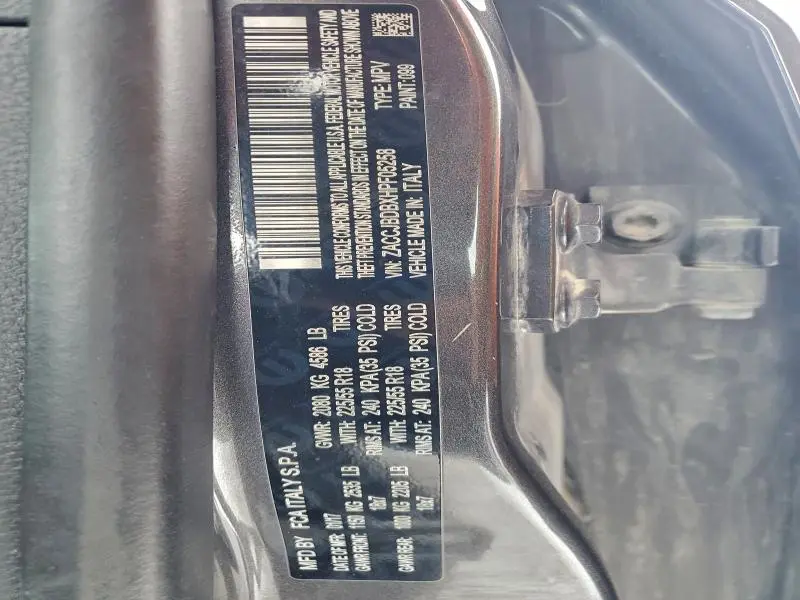 MFD BY FCA ITALY S.P.A.
DATE OF MFR 01/17 GVWR: 2080 KG 4586 LB
GAWR FRONT: 1150 KG 2535 LB WITH: 225/55 R18 TIRES
18x7 RIMS AT: 240 KPA(35 PSI) COLD
GAWR REAR: 1000 KG 2205 LB WITH: 225/55 R18 TIRES
18x7 RIMS AT: 240 KPA(35 PSI) COLD
THIS VEHICLE CONFORMS TO ALL APPLICABLE U.S.A. FEDERAL MOTOR VEHICLE SAFETY AND
THEFT PREVENTION STANDARDS IN EFFECT ON THE DATE OF MANUFACTURE SHOWN ABOVE
VIN: ZACCJBDBXHPF05258 TYPE: MPV
VEHICLE MADE IN: ITALY PAINT: 099